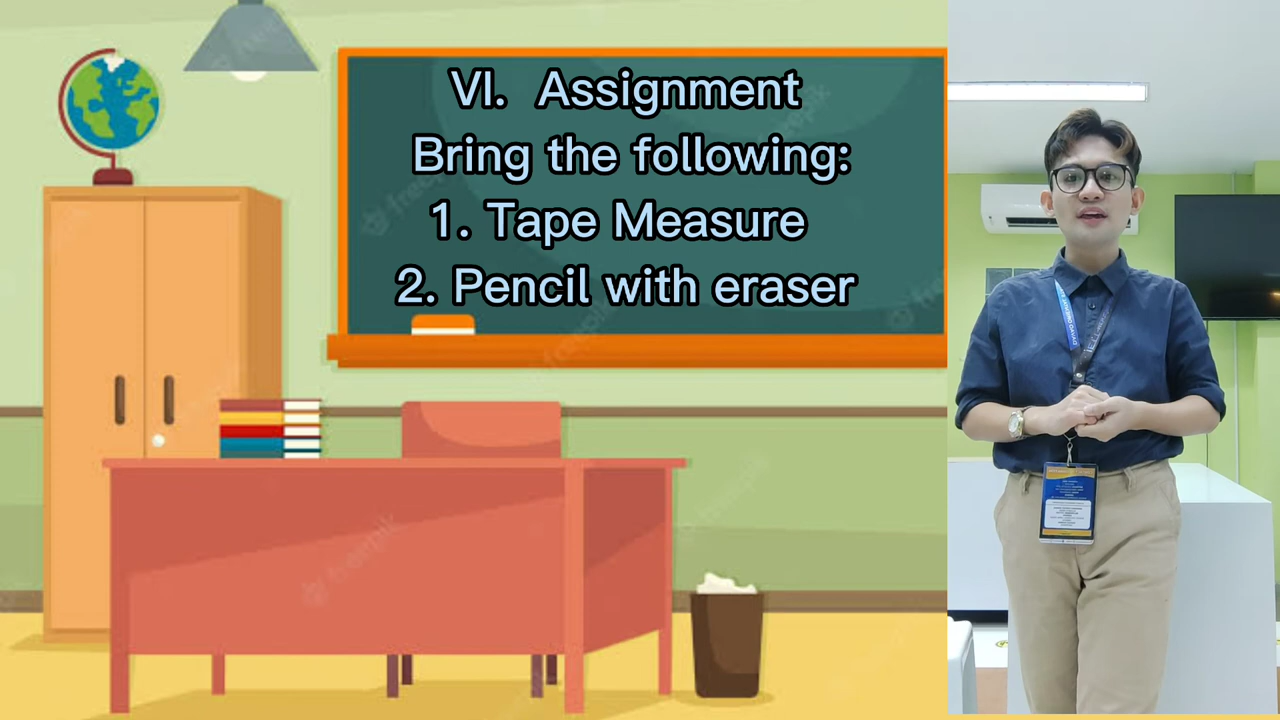 VI. Assignment
Bring the following:
1. Tape Measure
2. Pencil with eraser